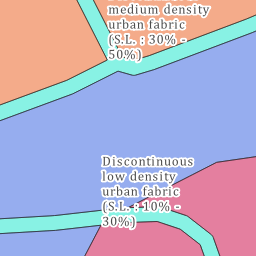 medium density
urban fabric
(S.L. : 30% -
50%)
Discontinuous
low density
urban fabric
(S.L. : 10% -
30%)